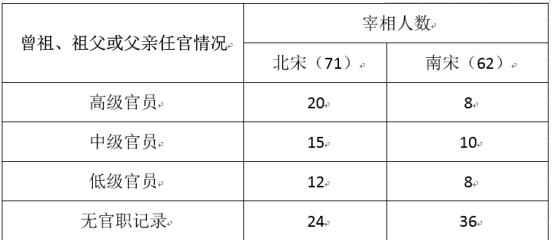 曾祖、祖父或父亲任官情况 宰相人数
北宋（71） 南宋（62）
高级官员 20 8
中级官员 15 10
低级官员 12 8
无官职记录 24 36